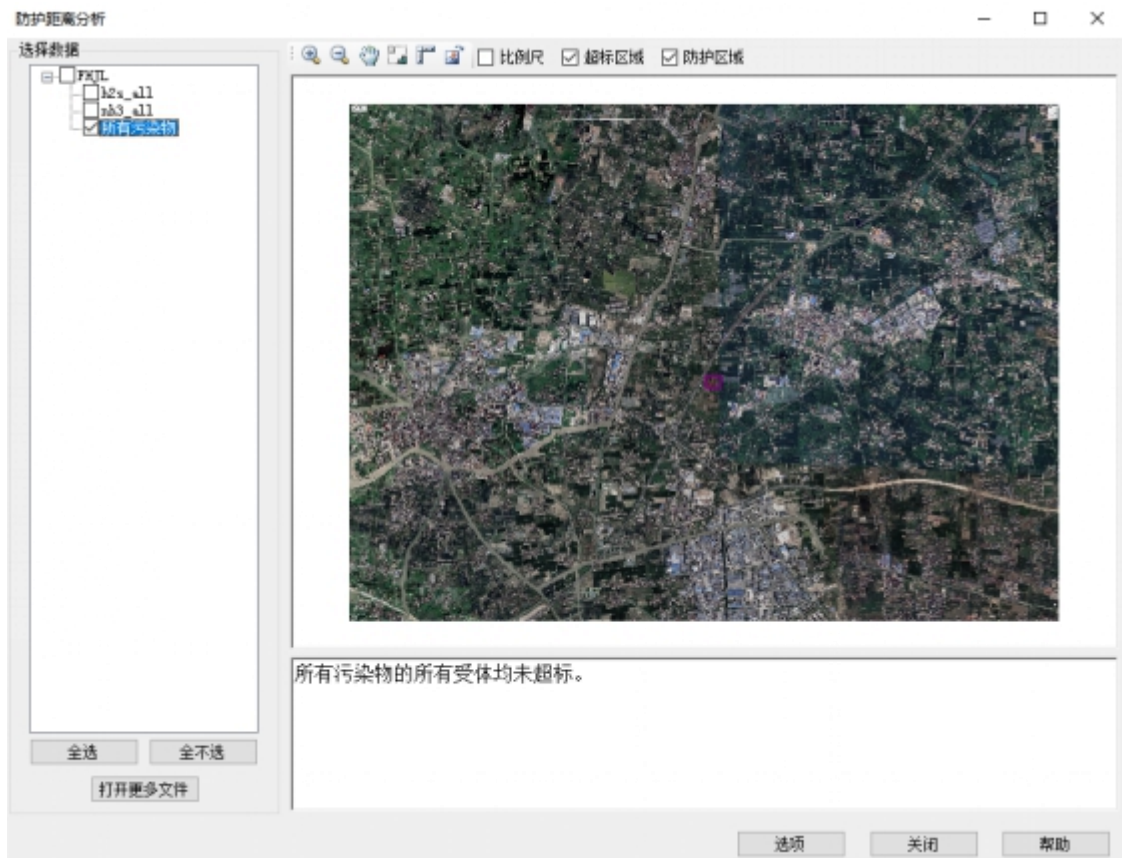 防护距离分析
选择数据
FHJL
h2s_all
nh3_all
所有污染物
比例尺
超标区域
防护区域
所有污染物的所有受体均未超标。
全选
全不选
打开更多文件
选项
关闭
帮助